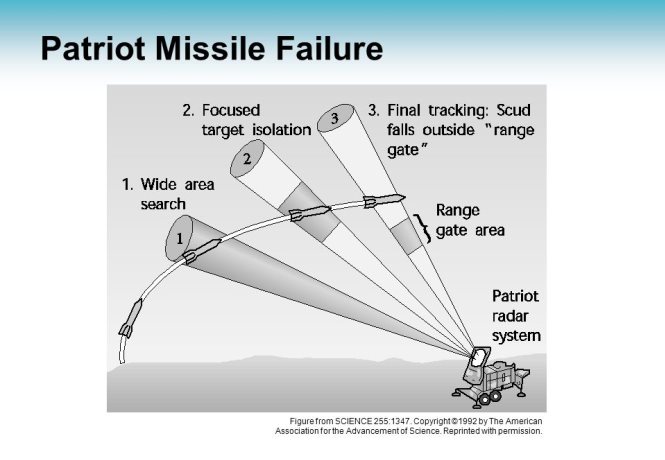 Patriot Missile Failure
2. Focused
target isolation
3
3. Final tracking: Scud
falls outside "range
gate"
2
1. Wide area
search
1
Range
gate area
Patriot
radar
system
Figure from SCIENCE 255:1347. Copyright ©1992 by The American
Association for the Advancement of Science. Reprinted with permission.